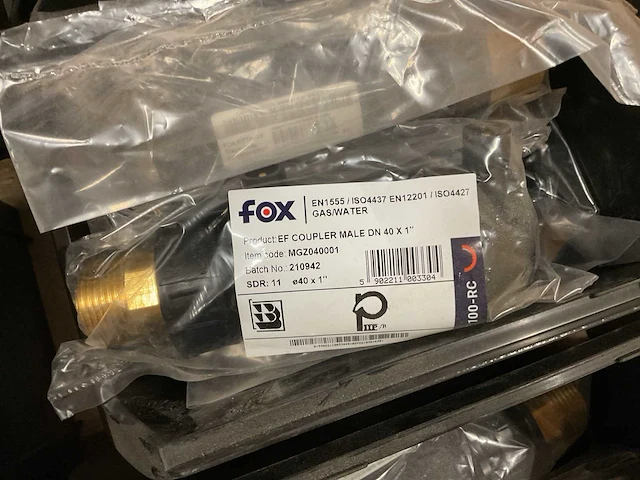 fox
EN1555 / ISO4437 EN12201 / ISO4427
GAS/WATER
Product: EF COUPLER MALE DN 40 X 1"
Item code: MGZ040001
Batch No.: 210942
SDR: 11 ø40 x 1"
5 902211 003304
100-RC